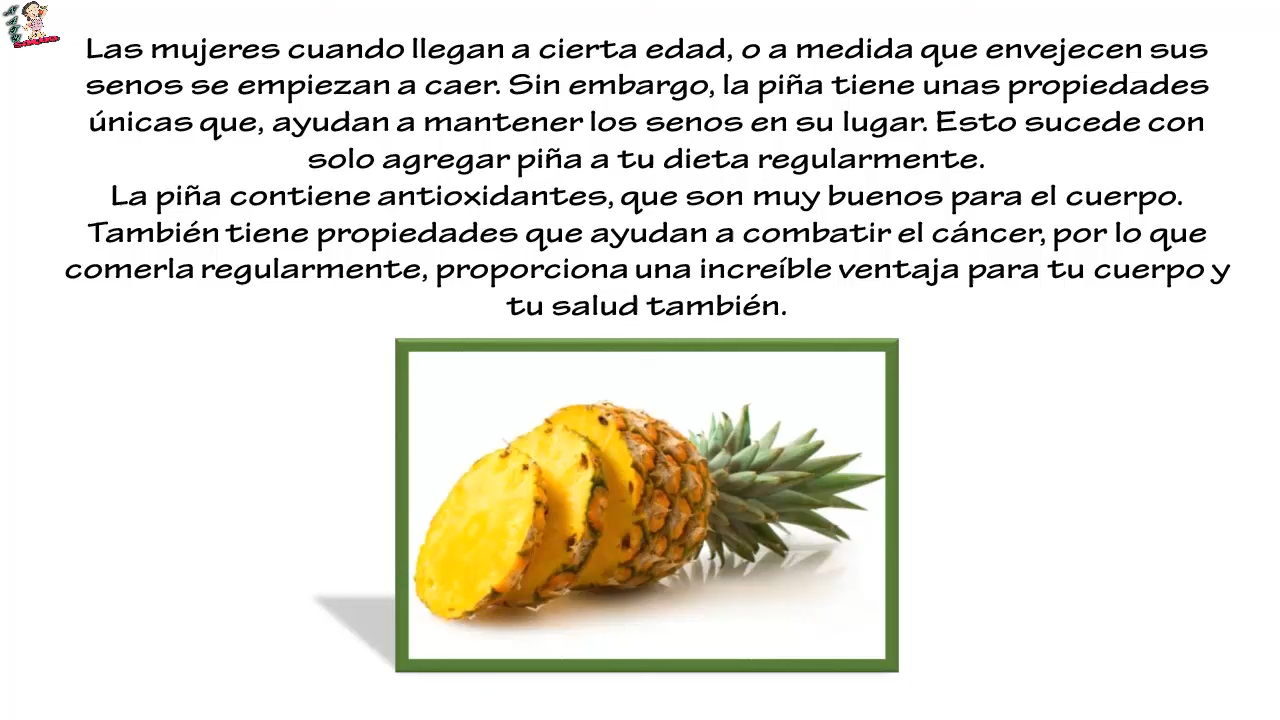 Las mujeres cuando llegan a cierta edad, o a medida que envejecen sus
senos se empiezan a caer. Sin embargo, la piña tiene unas propiedades
únicas que, ayudan a mantener los senos en su lugar. Esto sucede con
solo agregar piña a tu dieta regularmente.
La piña contiene antioxidantes, que son muy buenos para el cuerpo.
También tiene propiedades que ayudan a combatir el cáncer, por lo que
comerla regularmente, proporciona una increíble ventaja para tu cuerpo y
tu salud también.